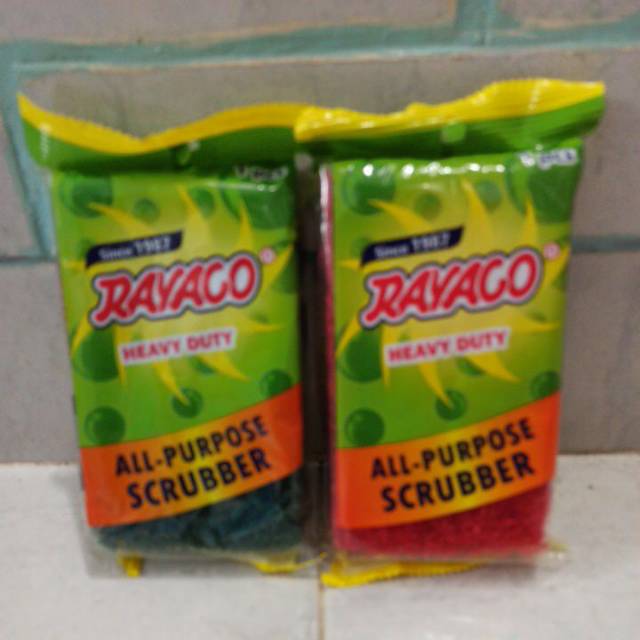 Since 1987
RAYACO®
HEAVY DUTY
ALL-PURPOSE
SCRUBBER
Since 1987
RAYACO®
HEAVY DUTY
ALL-PURPOSE
SCRUBBER